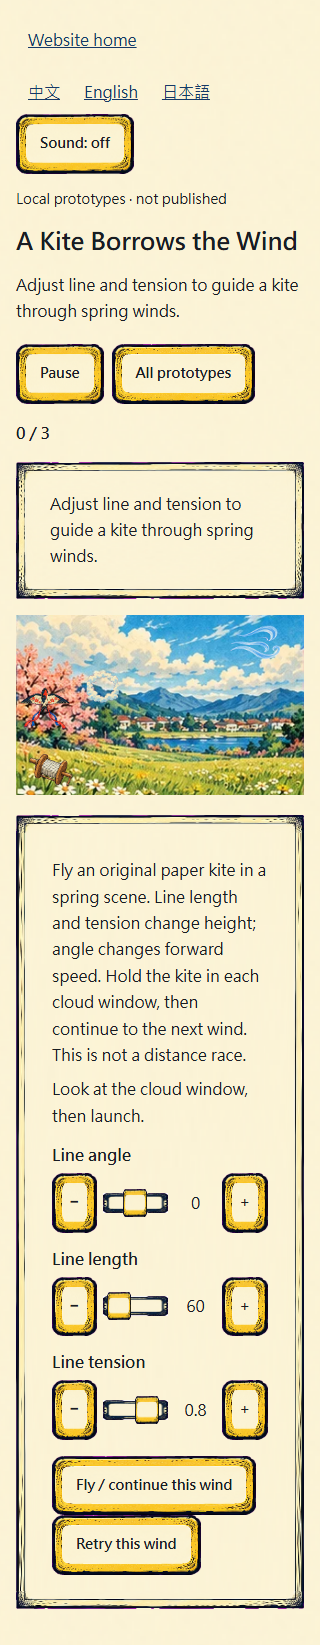 Website home
中文 English 日本語
Sound: off
Local prototypes · not published
A Kite Borrows the Wind
Adjust line and tension to guide a kite
through spring winds.
Pause All prototypes
0 / 3
Adjust line and tension to
guide a kite through spring
winds.
Fly an original paper kite in a
spring scene. Line length
and tension change height;
angle changes forward
speed. Hold the kite in each
cloud window, then
continue to the next wind.
This is not a distance race.
Look at the cloud window,
then launch.
Line angle
− 0 +
Line length
− 60 +
Line tension
− 0.8 +
Fly / continue this wind
Retry this wind